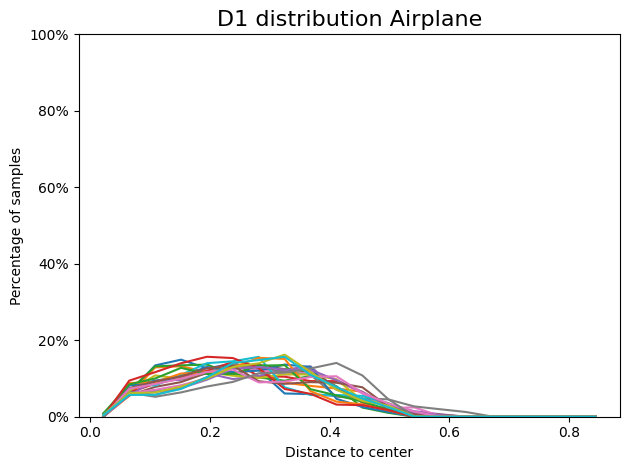 D1 distribution Airplane
100%
80%
60%
40%
20%
0%
Percentage of samples
0.0 0.2 0.4 0.6 0.8
Distance to center